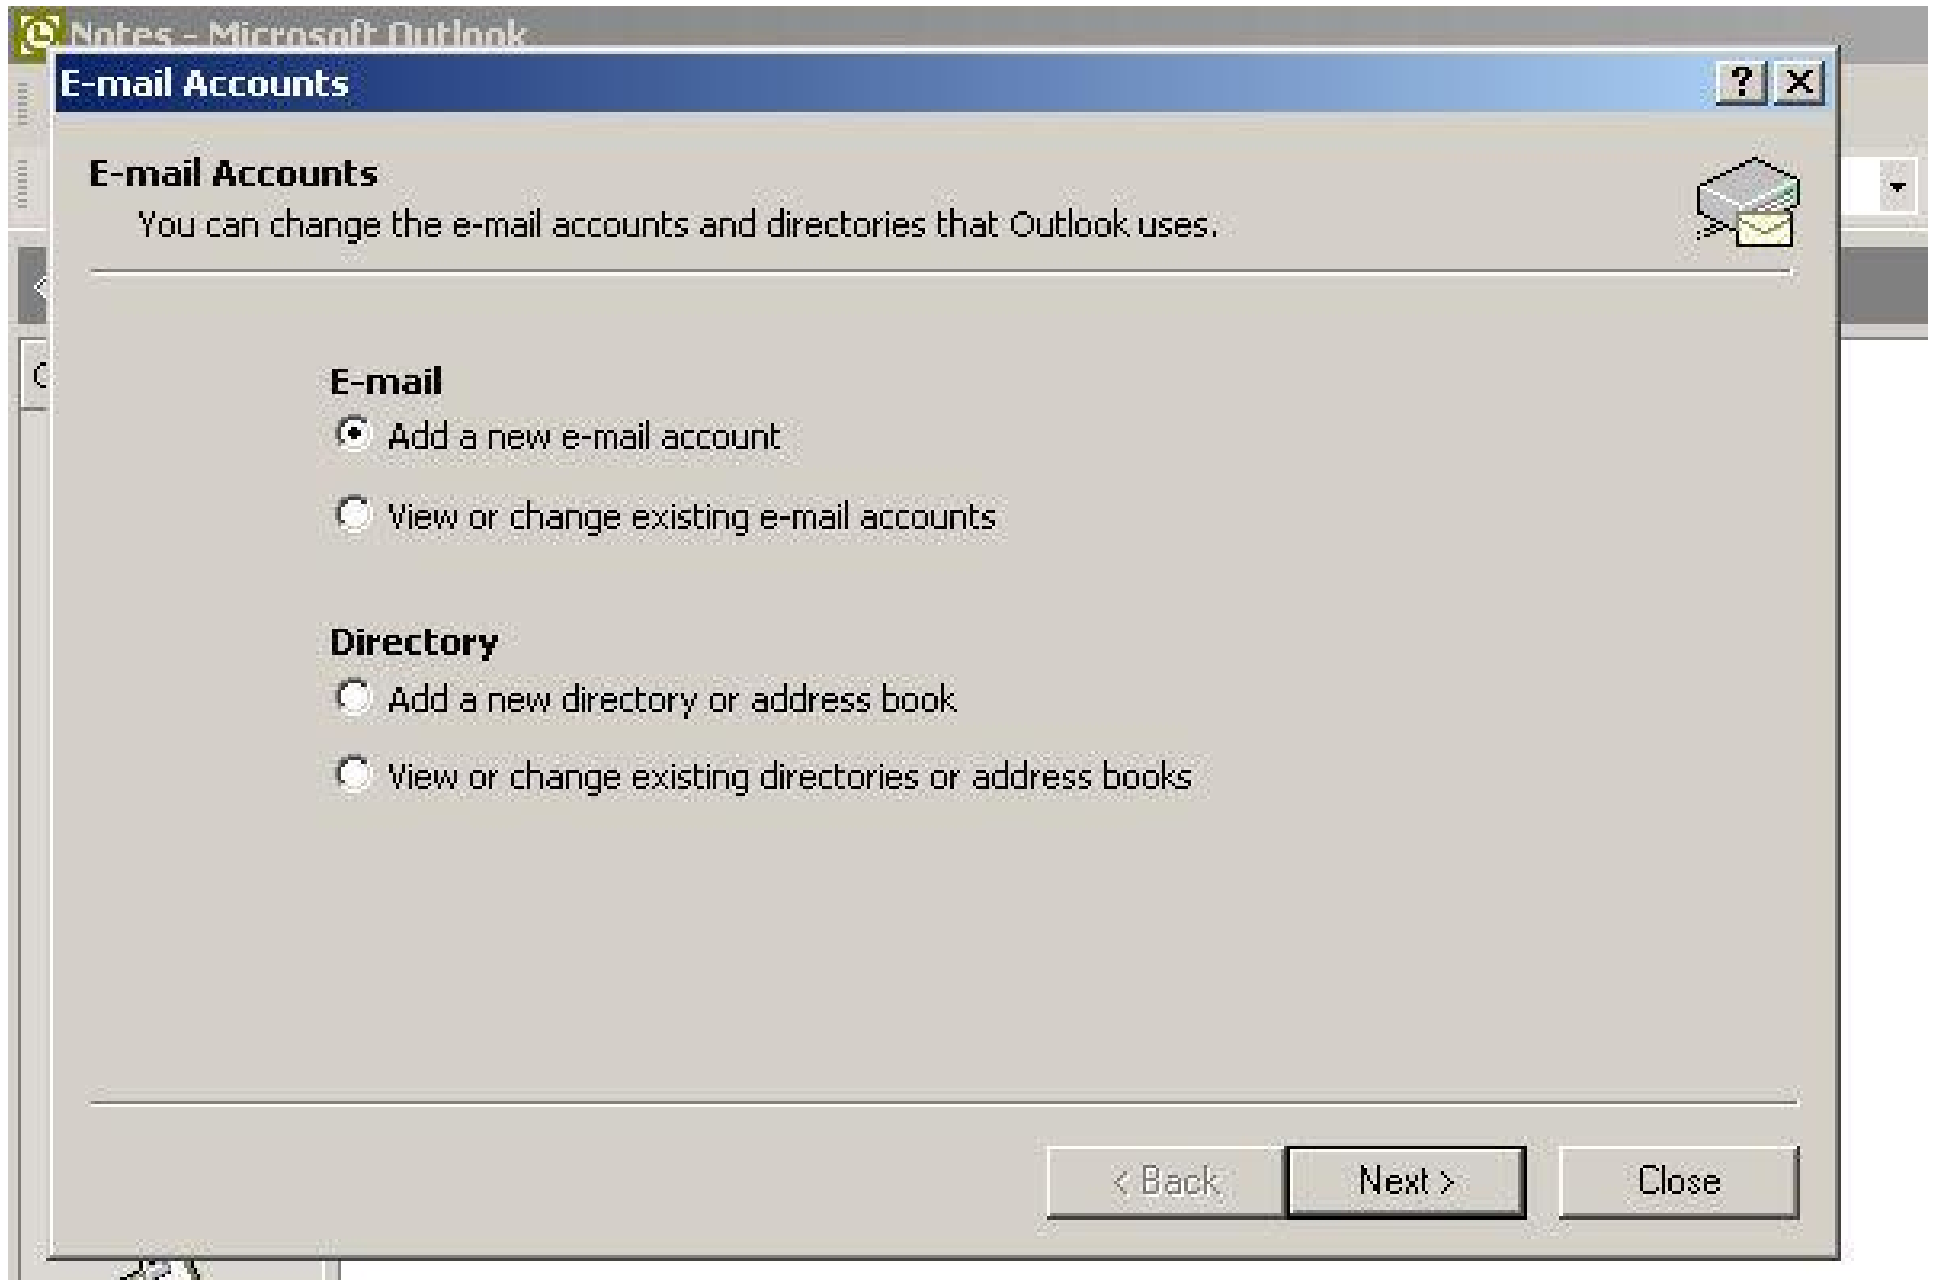 Notes - Microsoft Outlook
E-mail Accounts
E-mail Accounts
You can change the e-mail accounts and directories that Outlook uses.
E-mail
Add a new e-mail account
View or change existing e-mail accounts
Directory
Add a new directory or address book
View or change existing directories or address books
< Back
Next >
Close